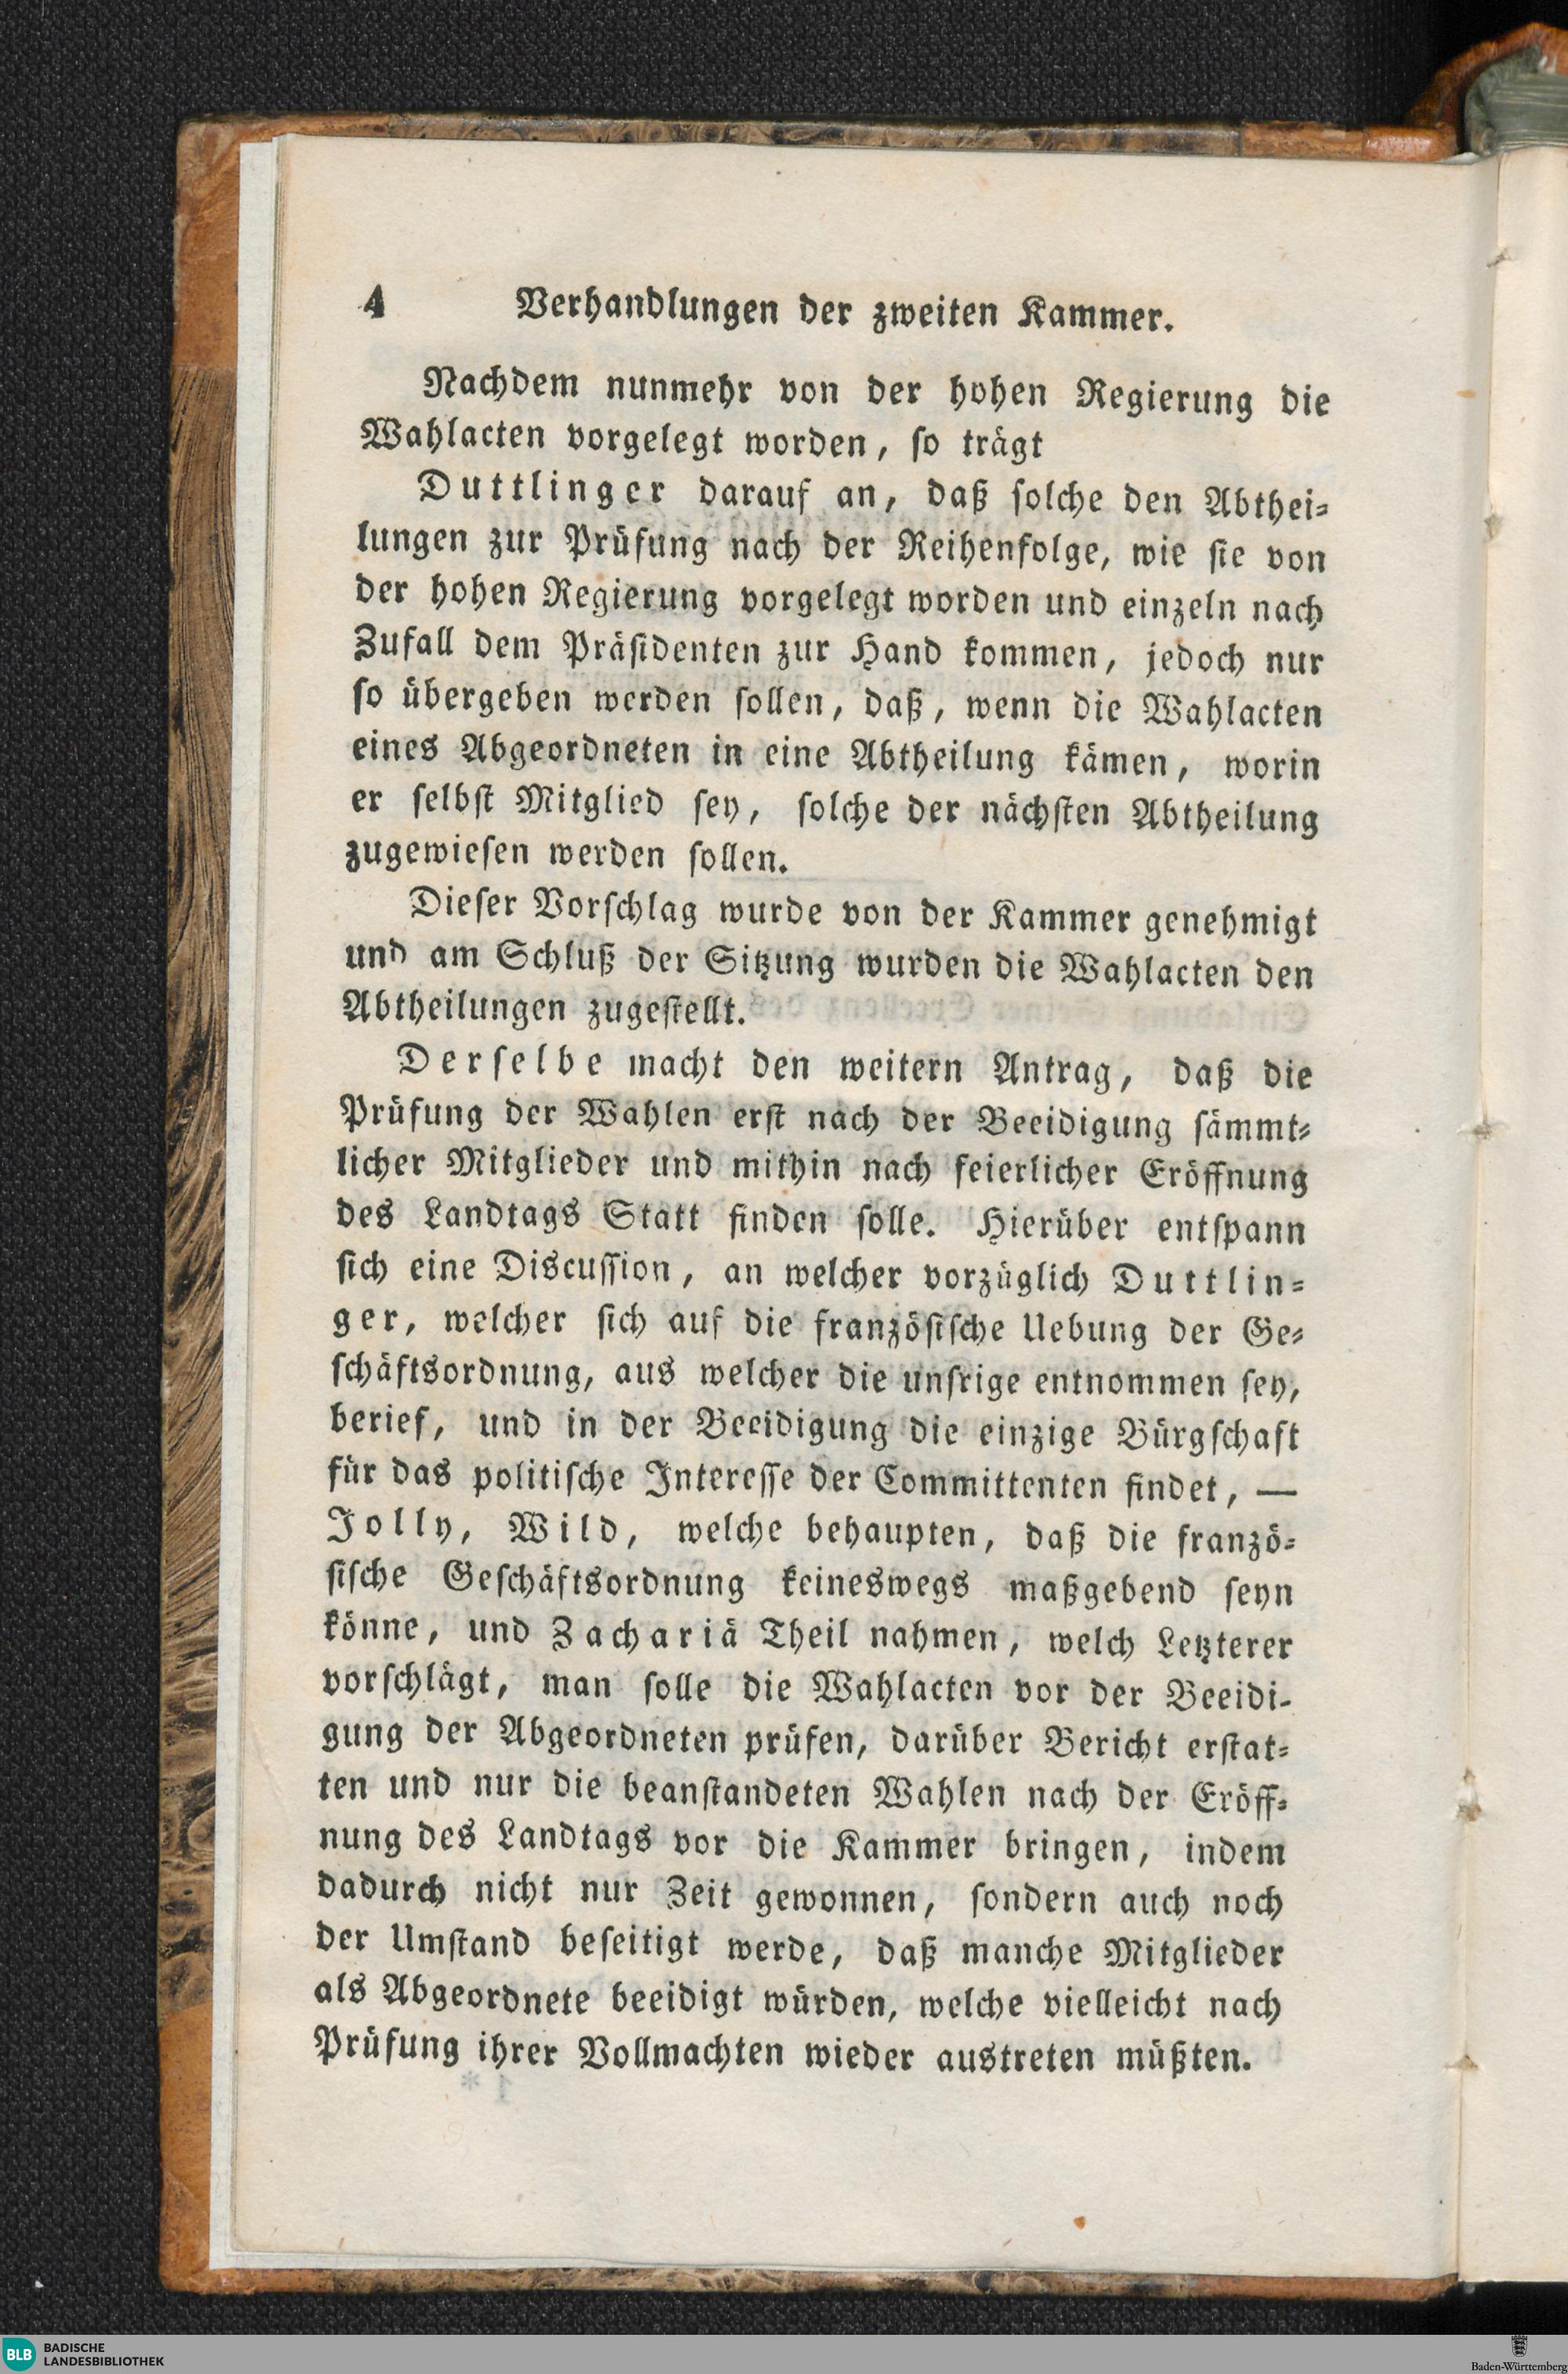 4 Verhandlungen der zweiten Kammer.
Nachdem nunmehr von der hohen Regierung die
Wahlacten vorgelegt worden, so trägt
Duttlinger darauf an, daß solche den Abthei-
lungen zur Prüfung nach der Reihenfolge, wie sie von
der hohen Regierung vorgelegt worden und einzeln nach
Zufall dem Präsidenten zur Hand kommen, jedoch nur
so übergeben werden sollen, daß, wenn die Wahlacten
eines Abgeordneten in eine Abtheilung kämen, worin
er selbst Mitglied sey, solche der nächsten Abtheilung
zugewiesen werden sollen.
Dieser Vorschlag wurde von der Kammer genehmigt
und am Schluß der Sitzung wurden die Wahlacten den
Abtheilungen zugestellt.
Derselbe macht den weitern Antrag, daß die
Prüfung der Wahlen erst nach der Beeidigung sämmt-
licher Mitglieder und mithin nach feierlicher Eröffnung
des Landtags Statt finden solle. Hierüber entspann
sich eine Discussion, an welcher vorzüglich Duttlin-
ger, welcher sich auf die französische Uebung der Ge-
schäftsordnung, aus welcher die unsrige entnommen sey,
berief, und in der Beeidigung die einzige Bürgschaft
für das politische Interesse der Committenten findet, —
Jolly, Wild, welche behaupten, daß die franzö-
sische Geschäftsordnung keineswegs maßgebend seyn
könne, und Zachariä Theil nahmen, welch Letzterer
vorschlägt, man solle die Wahlacten vor der Beeidi-
gung der Abgeordneten prüfen, darüber Bericht erstat-
ten und nur die beanstandeten Wahlen nach der Eröff-
nung des Landtags vor die Kammer bringen, indem
dadurch nicht nur Zeit gewonnen, sondern auch noch
der Umstand beseitigt werde, daß manche Mitglieder
als Abgeordnete beeidigt würden, welche vielleicht nach
Prüfung ihrer Vollmachten wieder austreten müßten.
BLB BADISCHE
LANDESBIBLIOTHEK
Baden-Württemberg